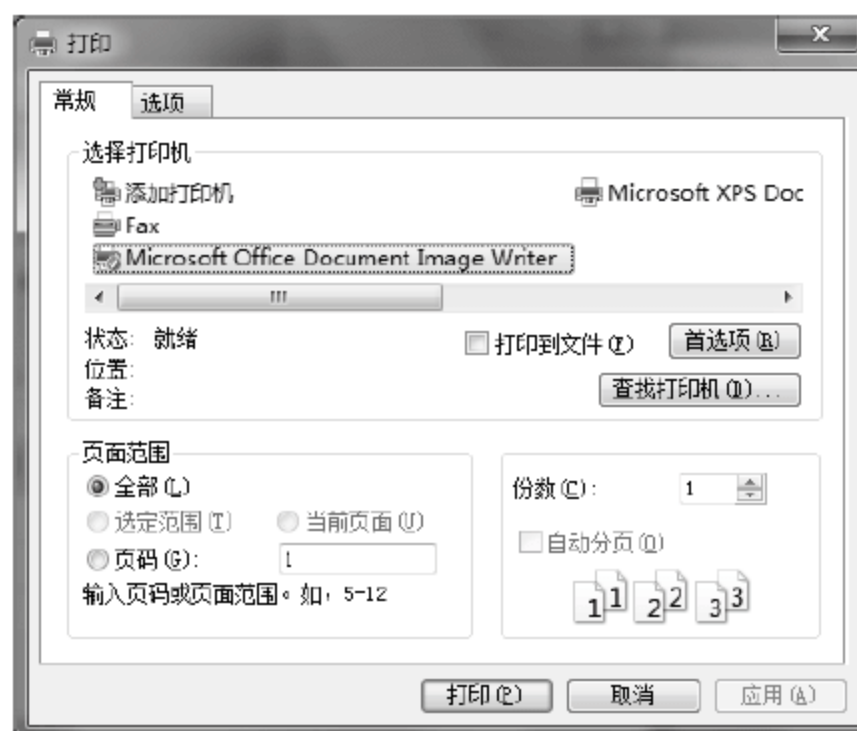 打印
常规 选项
选择打印机
添加打印机 Microsoft XPS Doc
Fax
Microsoft Office Document Image Writer
状态: 就绪 打印到文件(F) 首选项(R)
位置: 查找打印机(D)...
备注:
页面范围
全部(L)
选定范围(T) 当前页面(U)
页码(G): 1
输入页码或页面范围。如, 5-12
份数(C): 1
自动分页(O)
1 1 2 2 3 3
打印(P) 取消 应用(A)